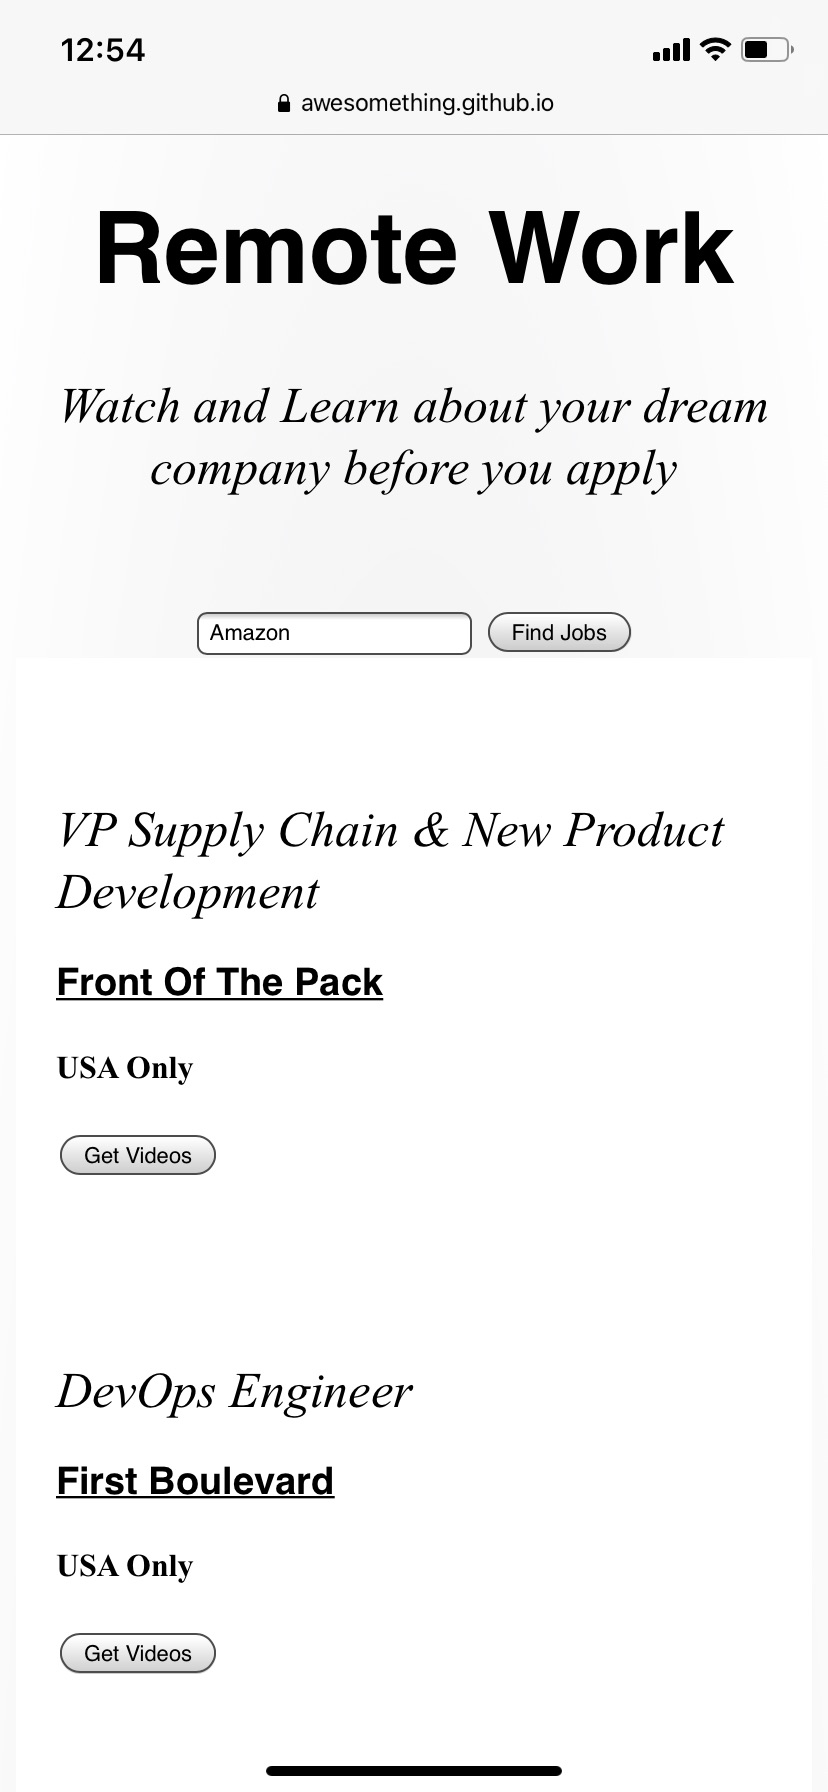 12:54
awesomething.github.io
Remote Work
Watch and Learn about your dream
company before you apply
Amazon Find Jobs
VP Supply Chain & New Product
Development
Front Of The Pack
USA Only
Get Videos
DevOps Engineer
First Boulevard
USA Only
Get Videos